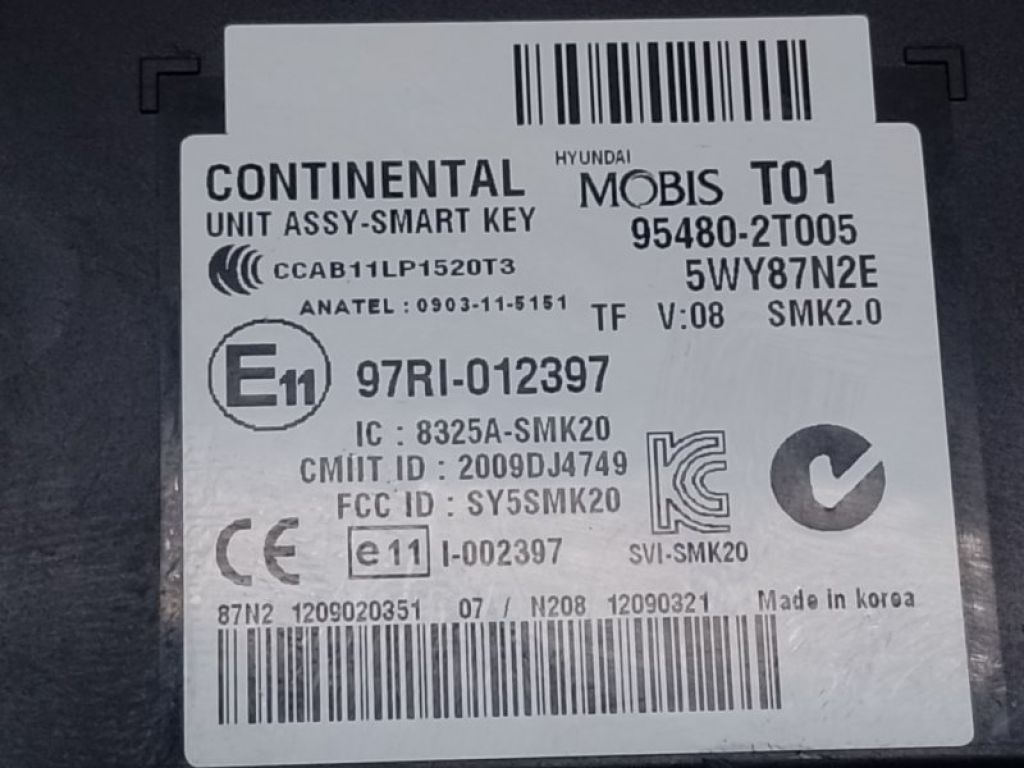 HYUNDAI
CONTINENTAL MOBIS T01
UNIT ASSY-SMART KEY 95480-2T005
CCAB11LP1520T3 5WY87N2E
ANATEL : 0903-11-5151 TF V:08 SMK2.0
E11 97RI-012397
IC : 8325A-SMK20
CMIIT ID : 2009DJ4749
FCC ID : SY5SMK20
CE e11 I-002397 SVI-SMK20
87N2 1209020351 07 / N208 12090321 Made in korea